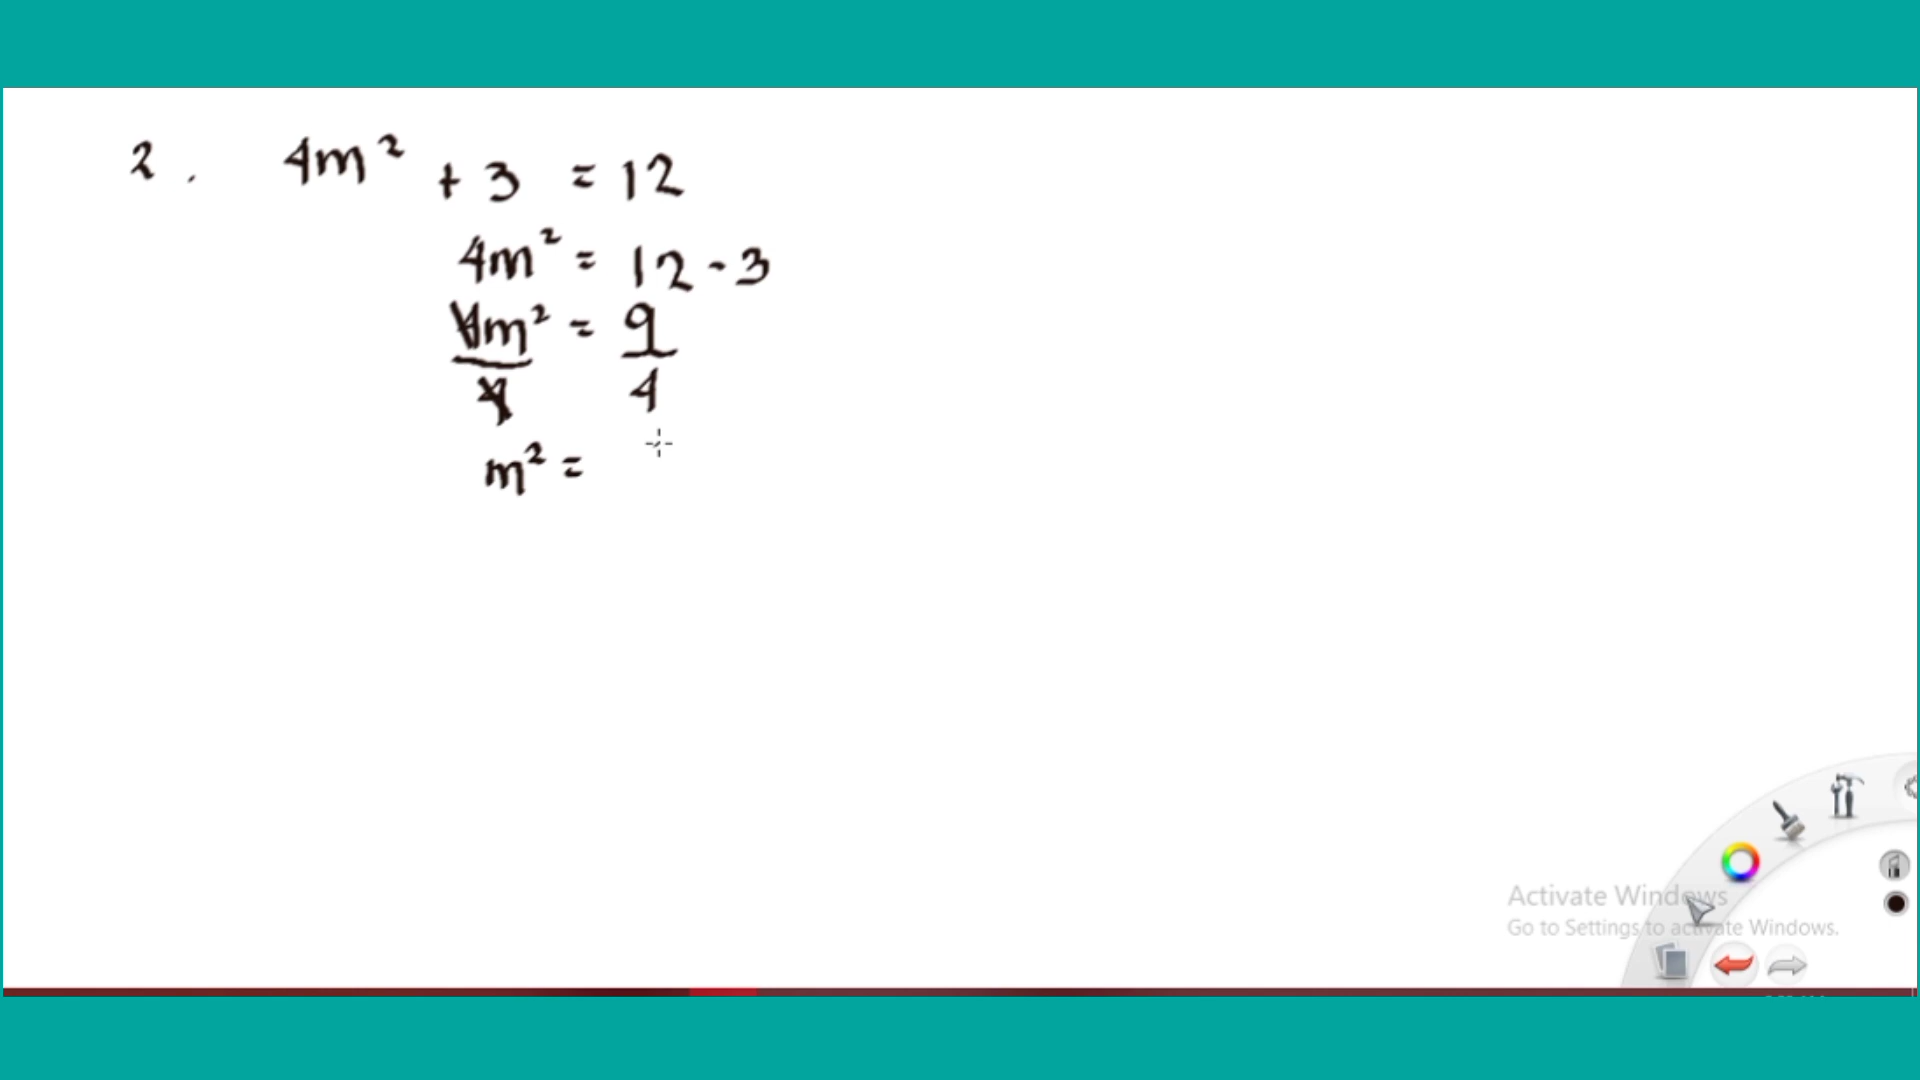 2. 4m² + 3 = 12
4m² = 12 - 3
4m² = 9
4 4
m² =
Activate Windows
Go to Settings to activate Windows.